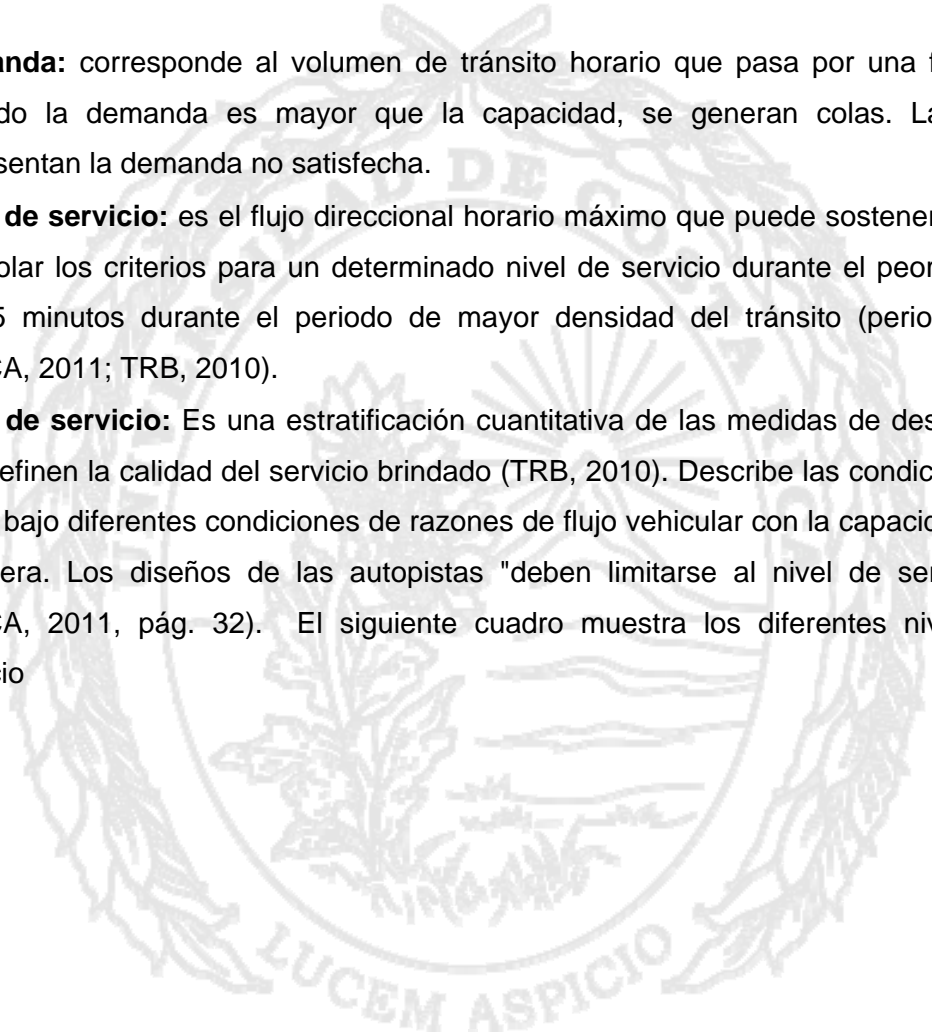 anda: corresponde al volumen de tránsito horario que pasa por una f
do la demanda es mayor que la capacidad, se generan colas. La
sentan la demanda no satisfecha.
de servicio: es el flujo direccional horario máximo que puede sostener
olar los criterios para un determinado nivel de servicio durante el peor
5 minutos durante el periodo de mayor densidad del tránsito (perio
CA, 2011; TRB, 2010).
de servicio: Es una estratificación cuantitativa de las medidas de des
efinen la calidad del servicio brindado (TRB, 2010). Describe las condic
bajo diferentes condiciones de razones de flujo vehicular con la capacid
era. Los diseños de las autopistas "deben limitarse al nivel de ser
CA, 2011, pág. 32). El siguiente cuadro muestra los diferentes niv
cio
UNIVERSIDAD DE COSTA RICA
LUCEM ASPICIO